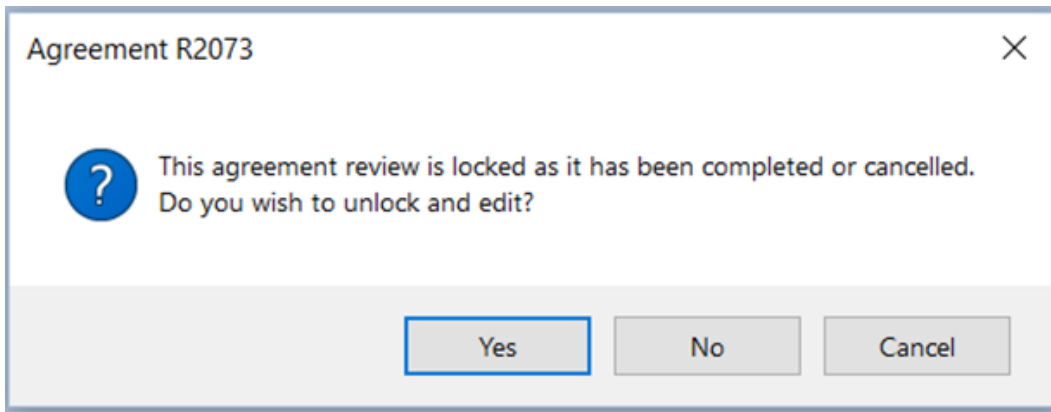 Agreement R2073
This agreement review is locked as it has been completed or cancelled.
Do you wish to unlock and edit?
Yes No Cancel